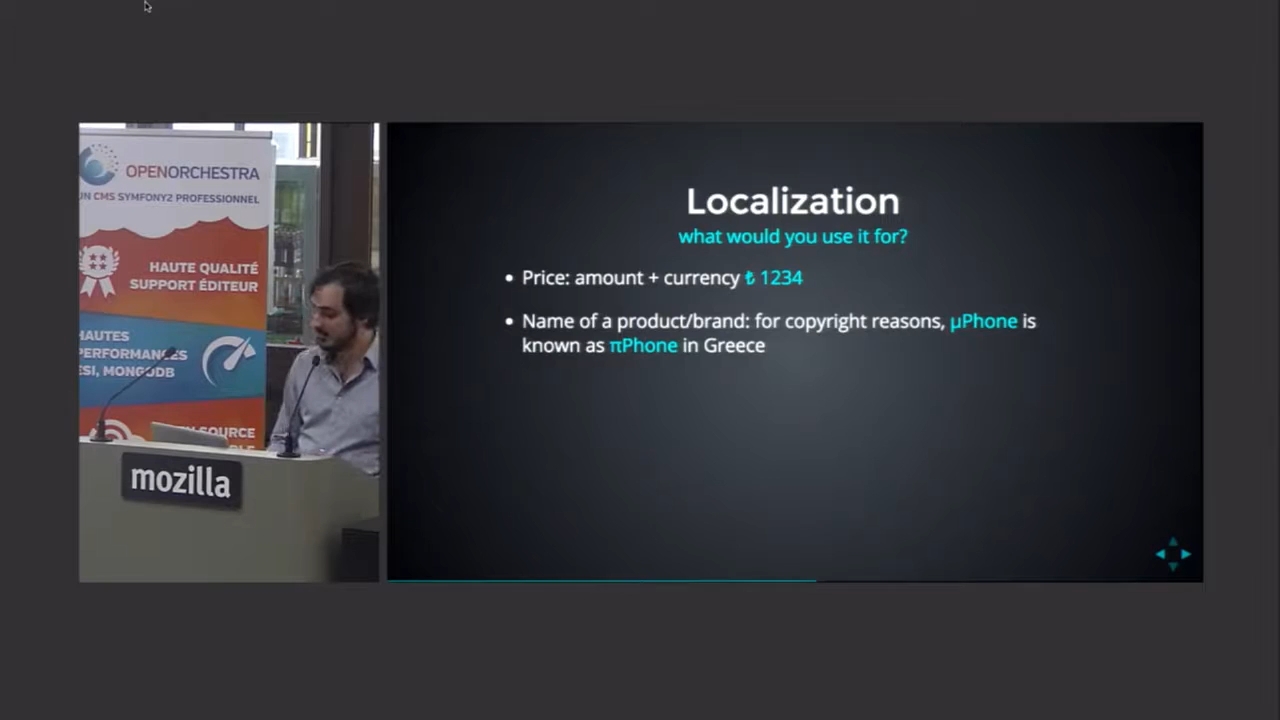 OPENORCHESTRA
UN CMS SYMFONY2 PROFESSIONNEL
HAUTE QUALITÉ
SUPPORT ÉDITEUR
HAUTES
PERFORMANCES
ESI, MONGODB
SOURCE
mozilla
Localization
what would you use it for?
• Price: amount + currency ₺ 1234
• Name of a product/brand: for copyright reasons, μPhone is
known as πPhone in Greece